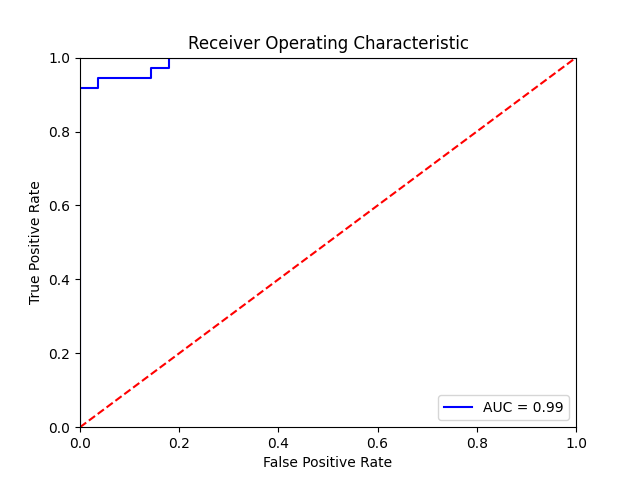 Receiver Operating Characteristic
True Positive Rate
1.0
0.8
0.6
0.4
0.2
0.0
AUC = 0.99
0.0 0.2 0.4 0.6 0.8 1.0
False Positive Rate